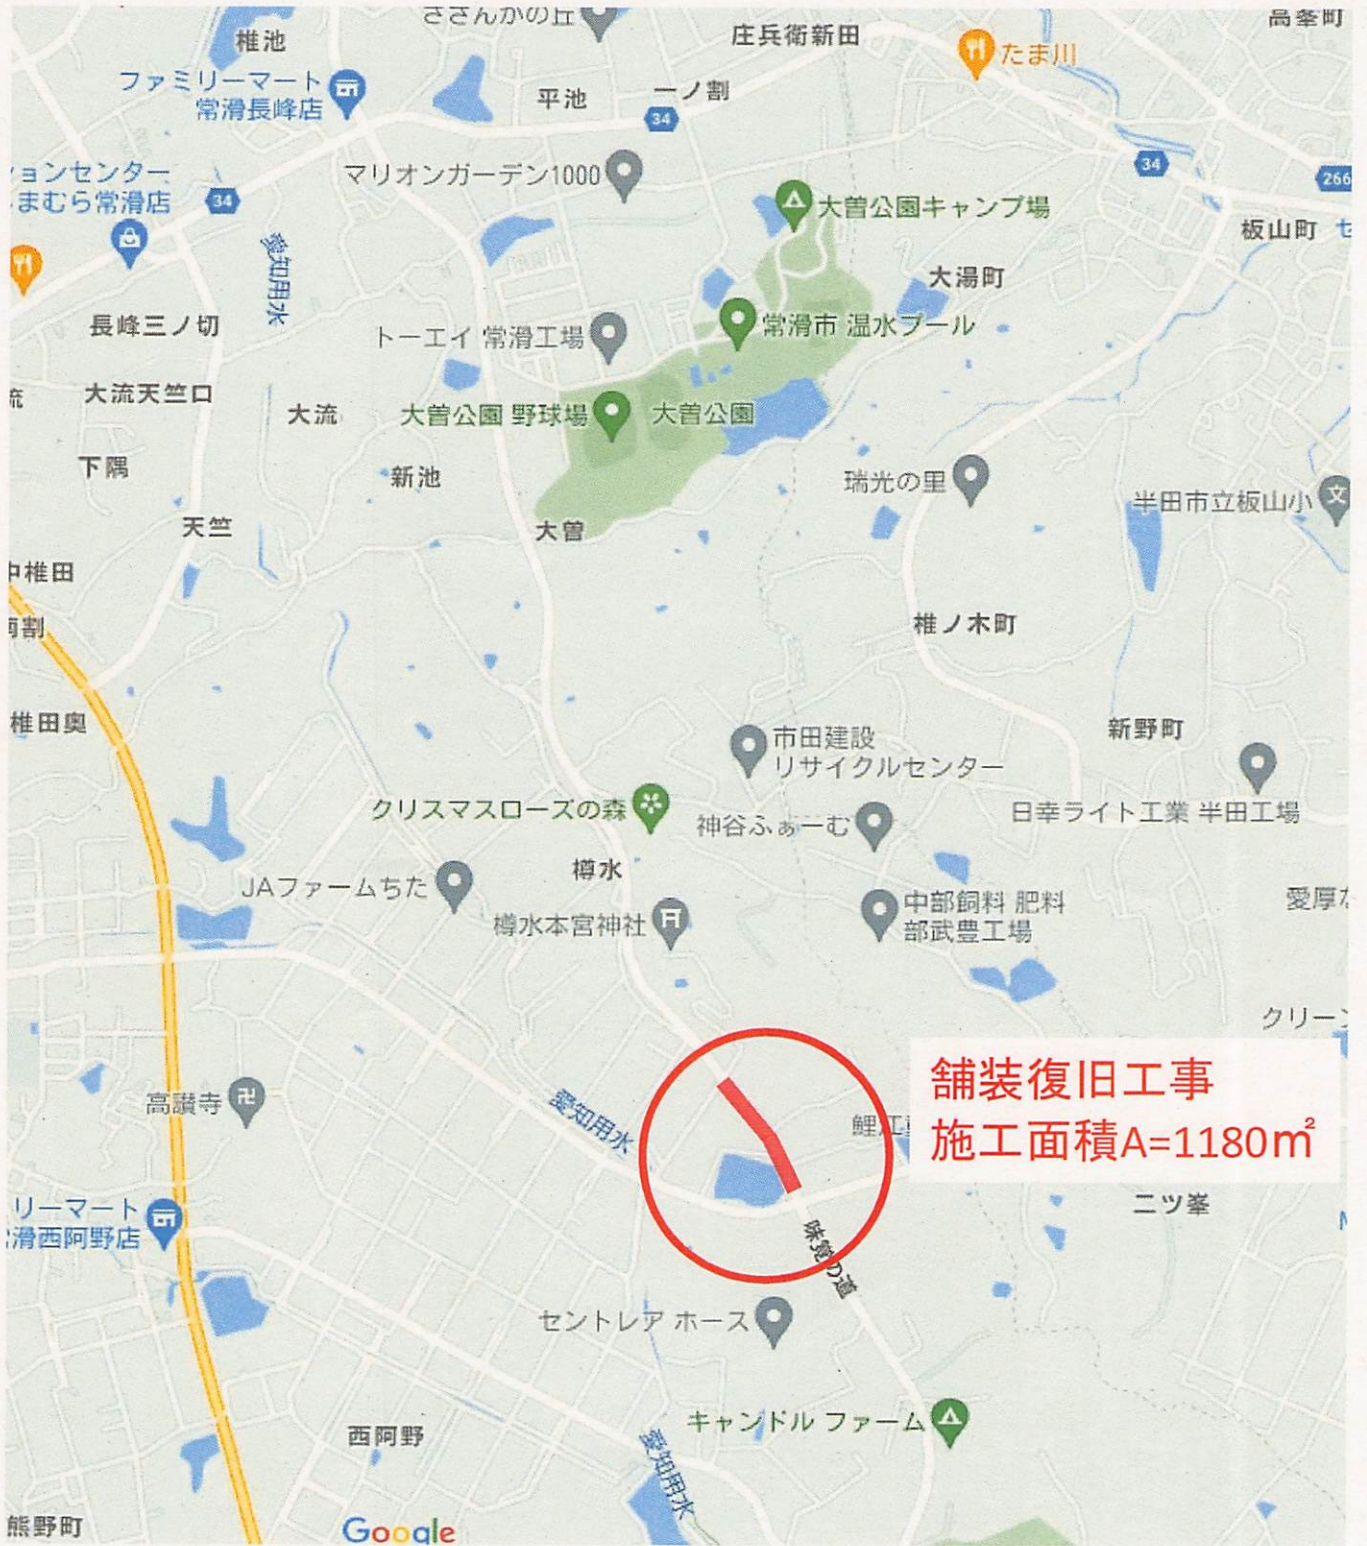 ささんかの丘
椎池
庄兵衛新田
高峯町
たま川
ファミリーマート
常滑長峰店
平池
一ノ割
34
34
266
マリオンガーデン1000
ョンセンター
まむら常滑店
34
大曽公園キャンプ場
板山町
セ
愛知用水
大湯町
長峰三ノ切
トーエイ 常滑工場
常滑市 温水プール
大流天竺口
流
大流
大曽公園 野球場
大曽公園
下隅
新池
瑞光の里
半田市立板山小
文
天竺
大曽
中椎田
割
椎ノ木町
椎田奥
市田建設
リサイクルセンター
新野町
クリスマスローズの森
神谷ふぁーむ
日幸ライト工業 半田工場
樽水
JAファームちた
樽水本宮神社
中部飼料 肥料
部武豊工場
愛厚な
クリーン
舗装復旧工事
施工面積A=1180㎡
高讃寺
愛知用水
鯉江
リーマート
滑西阿野店
二ツ峯
味覚の道
セントレア ホース
キャンドル ファーム
西阿野
愛知用水
熊野町
Google